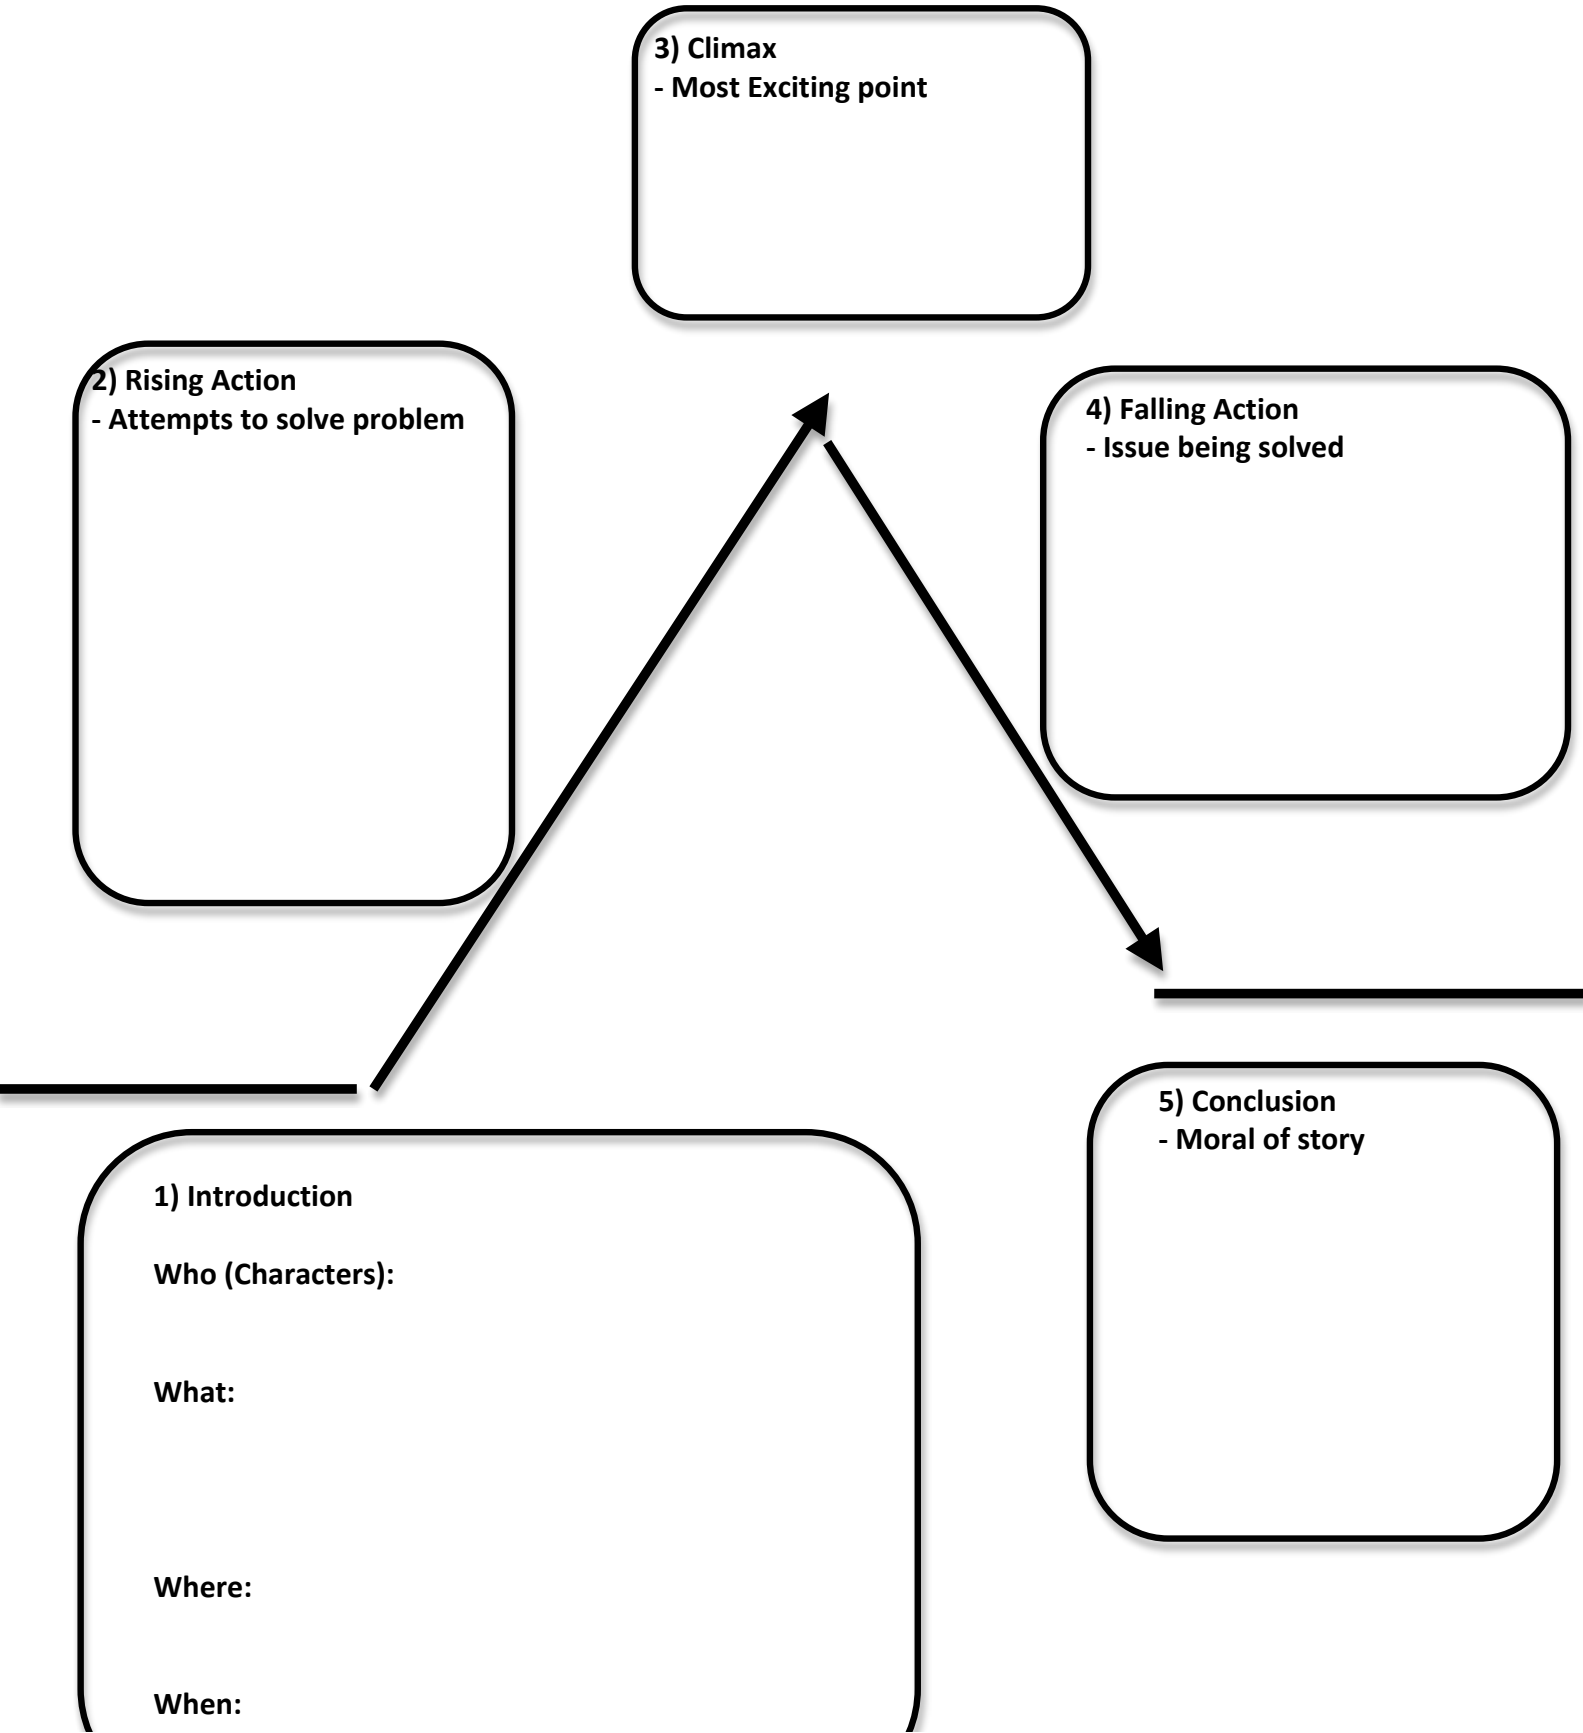 3) Climax
- Most Exciting point
2) Rising Action
- Attempts to solve problem
4) Falling Action
- Issue being solved
5) Conclusion
- Moral of story
1) Introduction
Who (Characters):
What:
Where:
When: